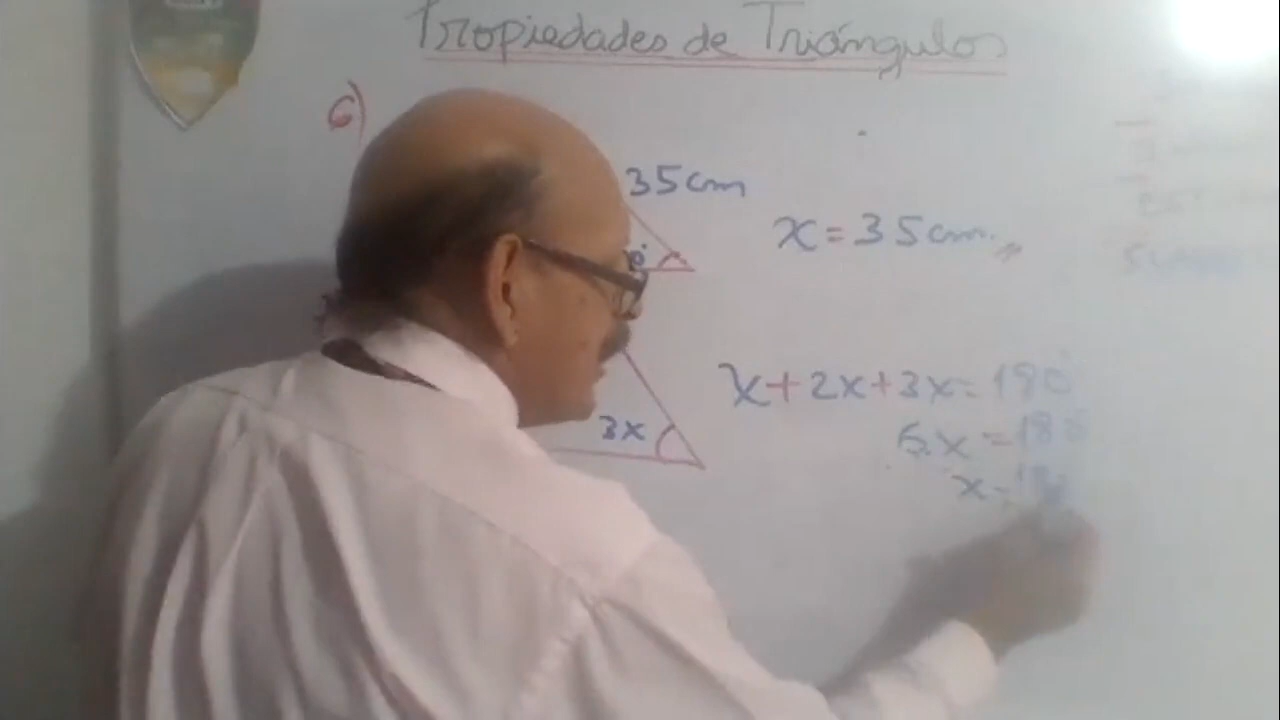 Propiedades de Triángulos
6)
35cm
x=35cm.
x+2x+3x=180°
3x
6x=180
x=